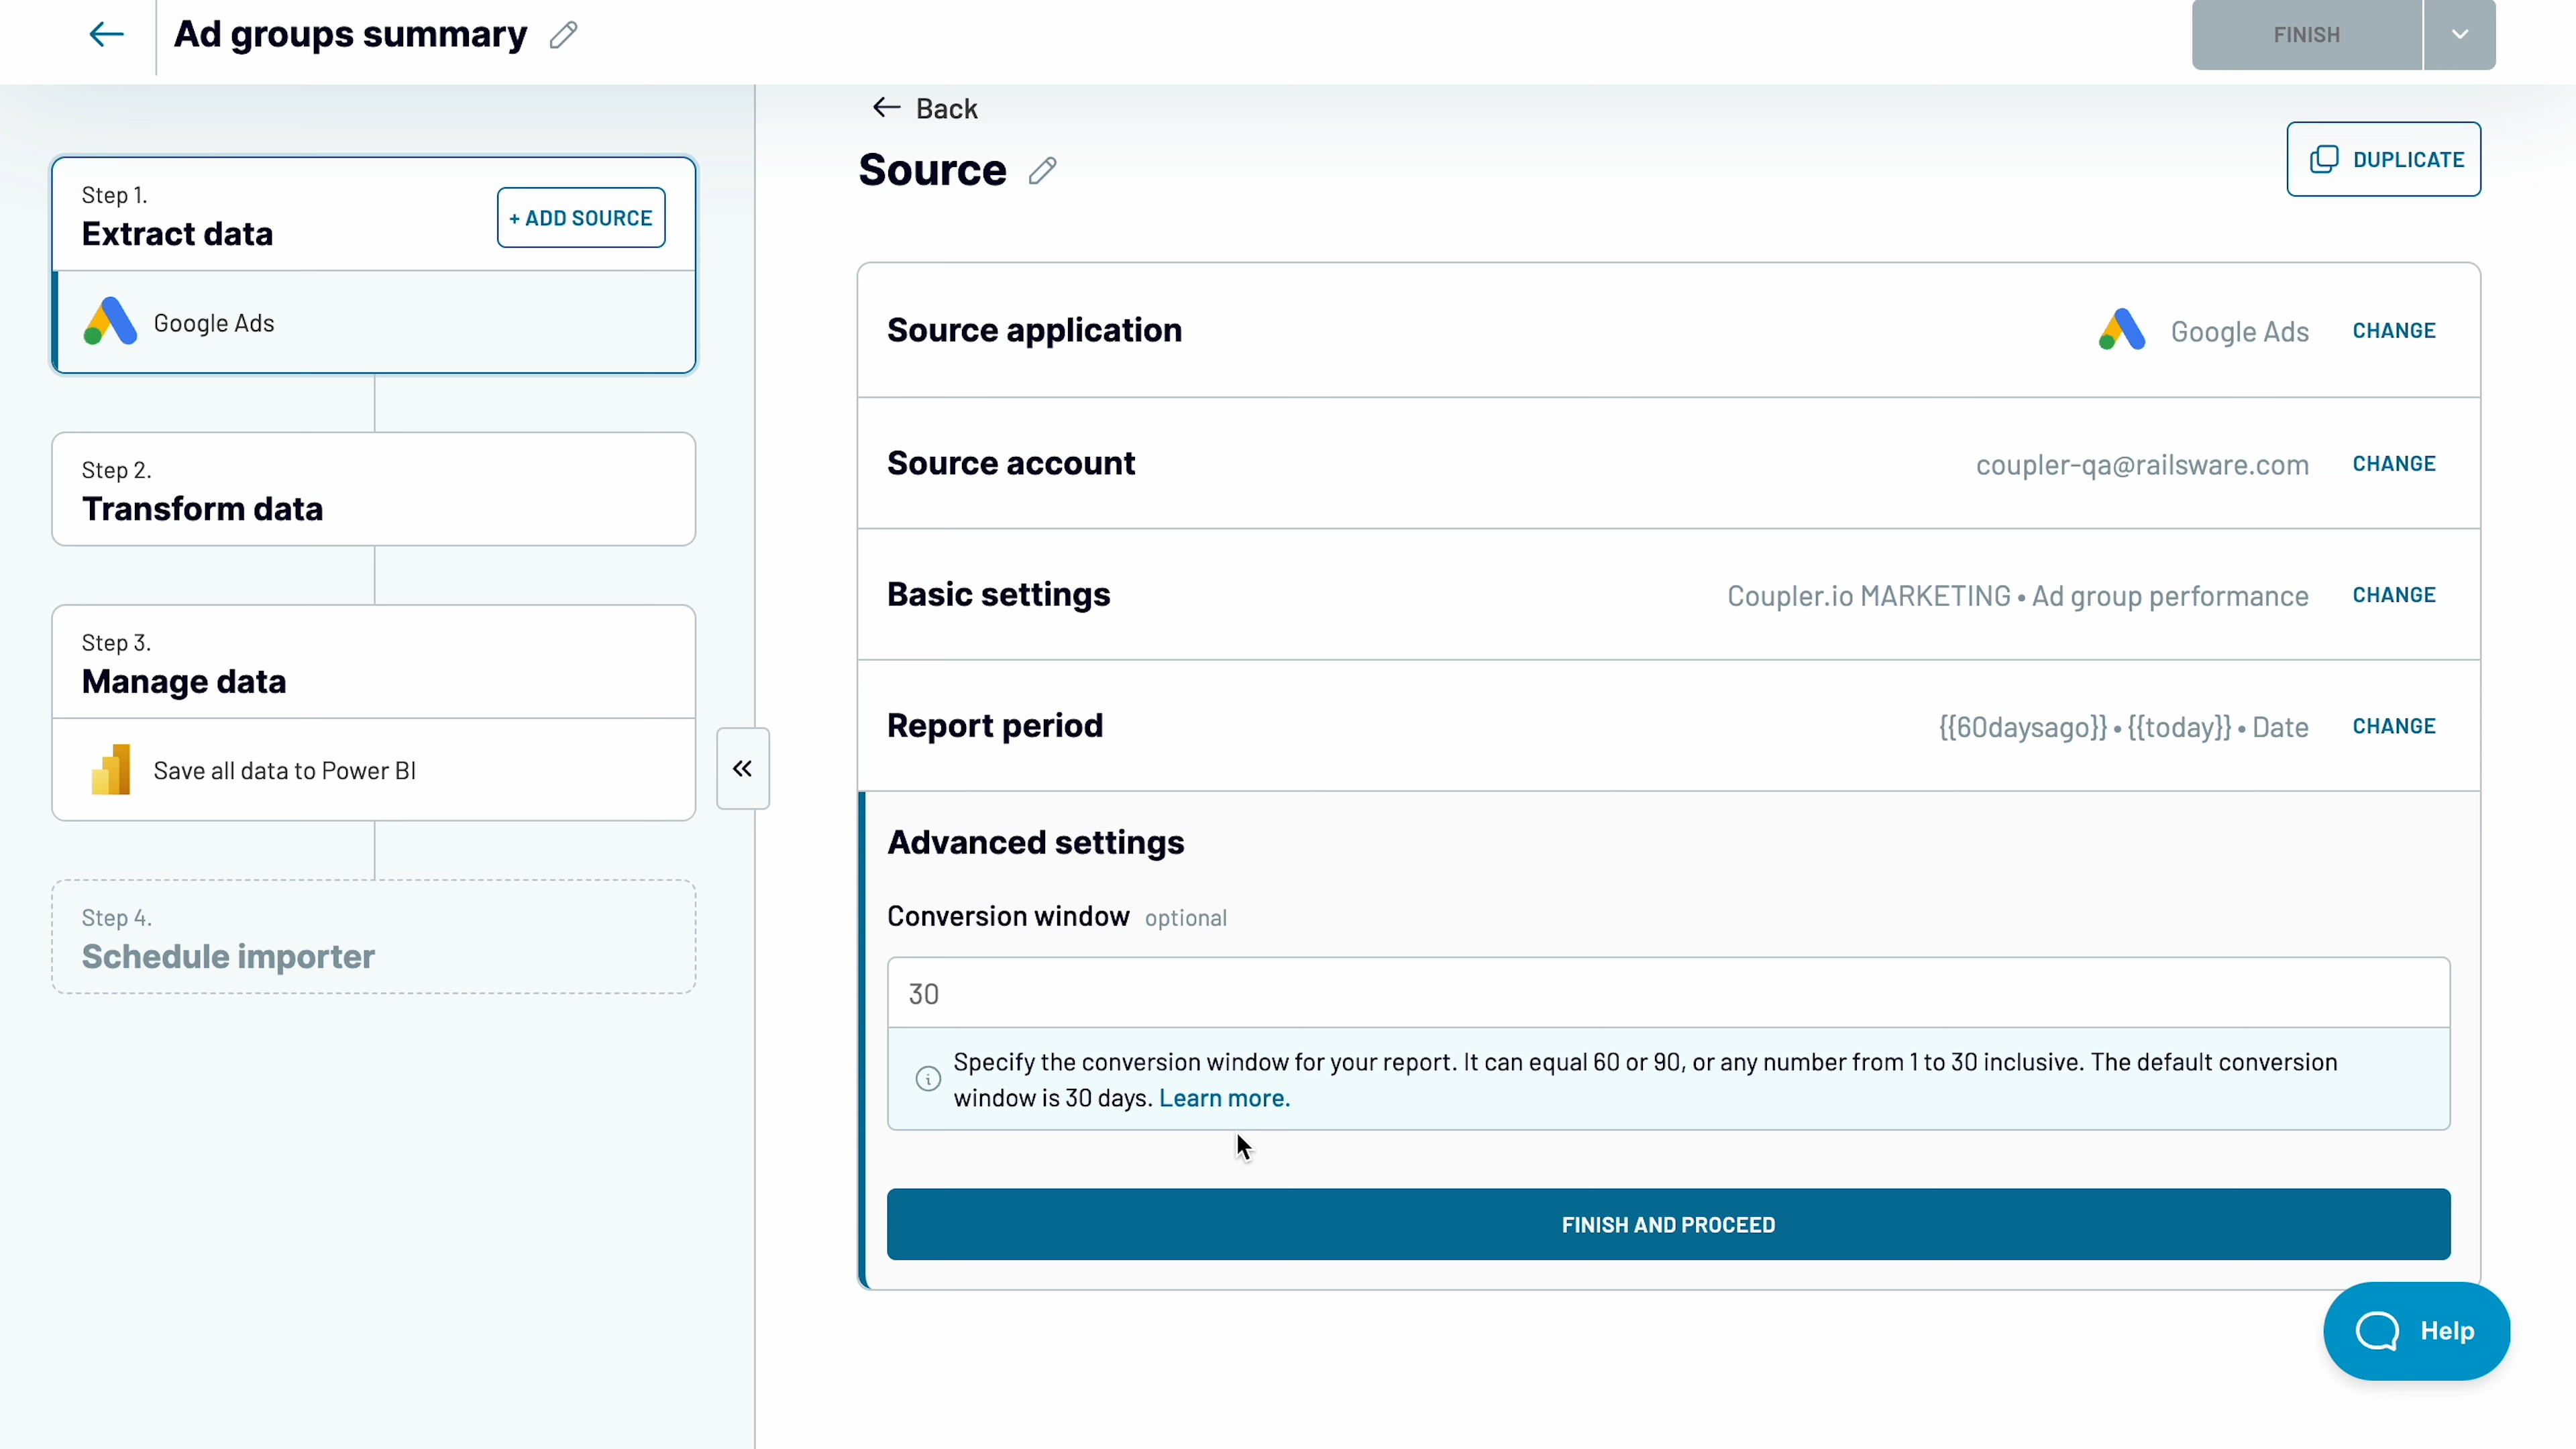 Ad groups summary
FINISH
Step 1.
Extract data
+ ADD SOURCE
Google Ads
Step 2.
Transform data
Step 3.
Manage data
Save all data to Power BI
Step 4.
Schedule importer
Back
Source
DUPLICATE
Source application
Google Ads
CHANGE
Source account
coupler-qa@railsware.com
CHANGE
Basic settings
Coupler.io MARKETING • Ad group performance
CHANGE
Report period
{{60daysago}} • {{today}} • Date
CHANGE
Advanced settings
Conversion window optional
30
Specify the conversion window for your report. It can equal 60 or 90, or any number from 1 to 30 inclusive. The default conversion
window is 30 days. Learn more.
FINISH AND PROCEED
Help